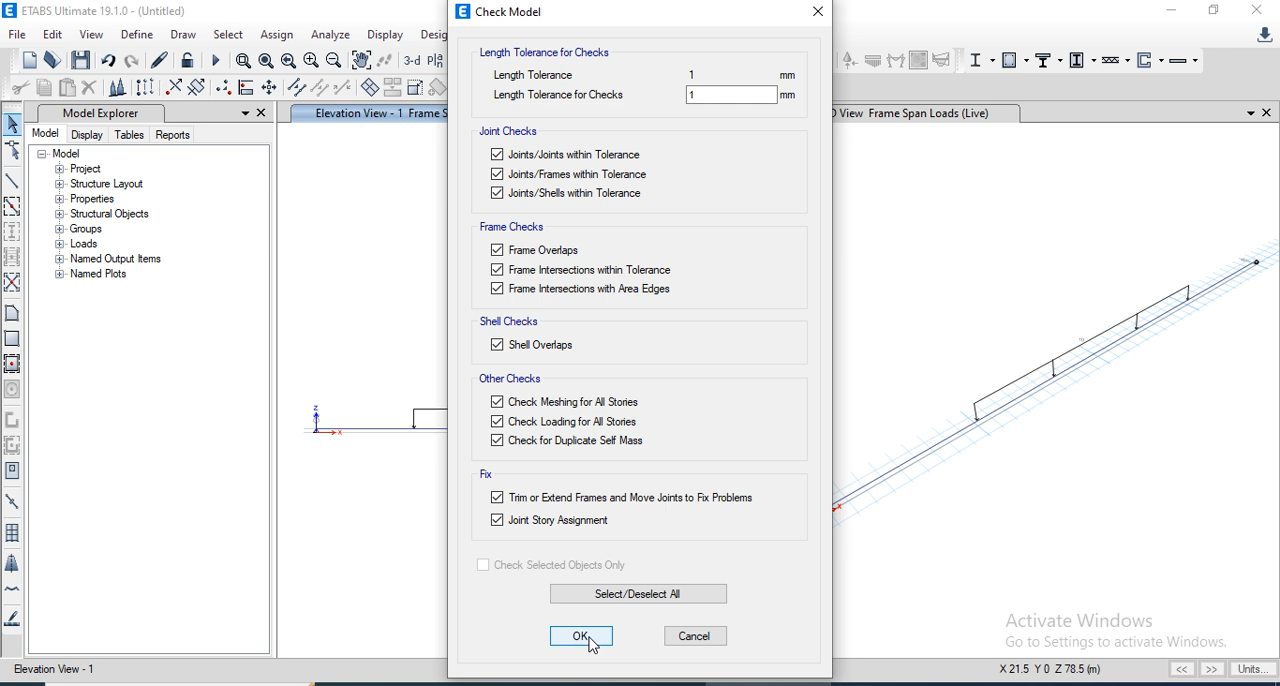 ETABS Ultimate 19.1.0 - (Untitled)
File Edit View Define Draw Select Assign Analyze Display Desig
3-d
Model Explorer
Model Display Tables Reports
Model
Project
Structure Layout
Properties
Structural Objects
Groups
Loads
Named Output Items
Named Plots
Elevation View - 1 Frame S
Z
X
Check Model
Length Tolerance for Checks
Length Tolerance 1 mm
Length Tolerance for Checks 1 mm
Joint Checks
Joints/Joints within Tolerance
Joints/Frames within Tolerance
Joints/Shells within Tolerance
Frame Checks
Frame Overlaps
Frame Intersections within Tolerance
Frame Intersections with Area Edges
Shell Checks
Shell Overlaps
Other Checks
Check Meshing for All Stories
Check Loading for All Stories
Check for Duplicate Self Mass
Fix
Trim or Extend Frames and Move Joints to Fix Problems
Joint Story Assignment
Check Selected Objects Only
Select/Deselect All
OK Cancel
D View Frame Span Loads (Live)
X
Activate Windows
Go to Settings to activate Windows.
Elevation View - 1
X 21.5 Y 0 Z 78.5 (m) << >> Units...